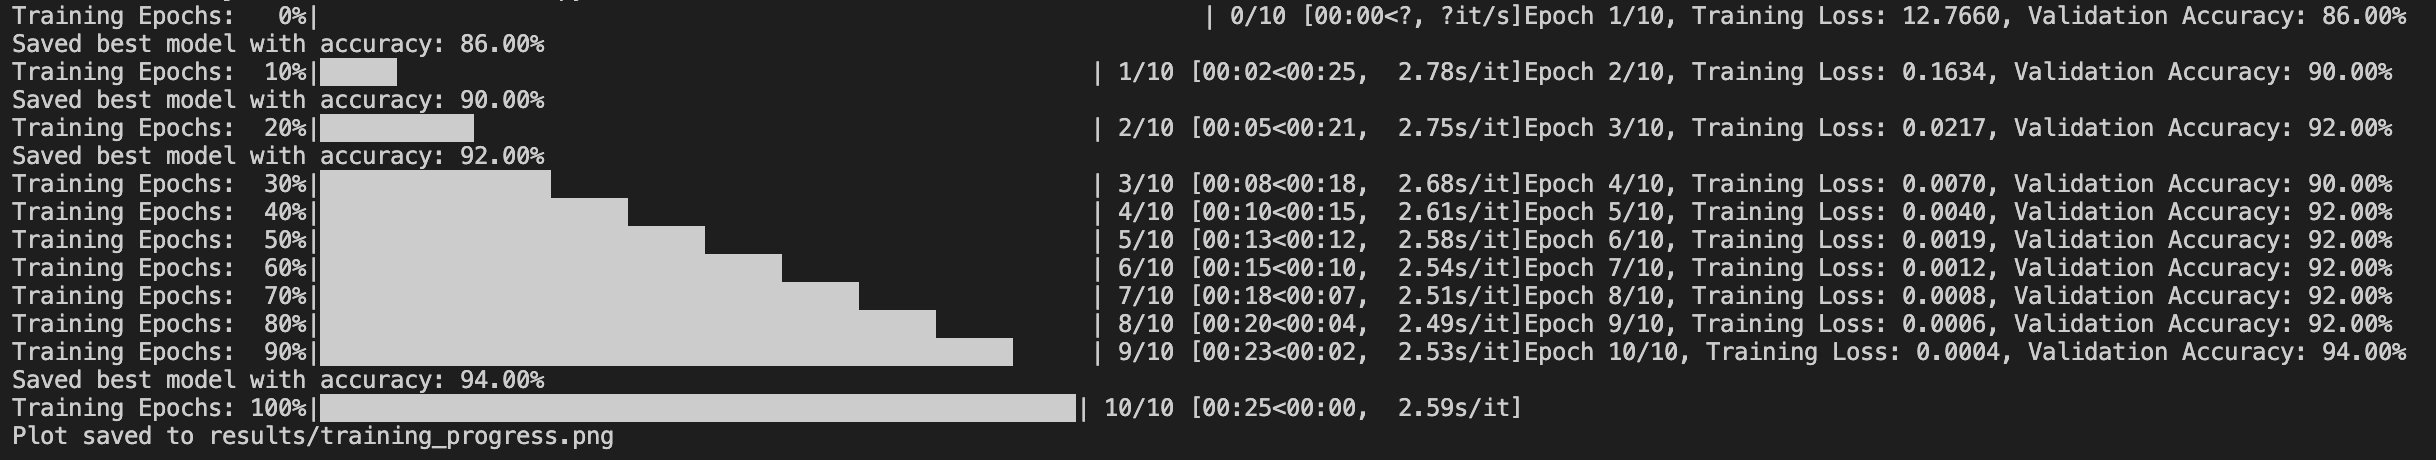 Training Epochs:   0%|          | 0/10 [00:00<?, ?it/s]Epoch 1/10, Training Loss: 12.7660, Validation Accuracy: 86.00%
Saved best model with accuracy: 86.00%
Training Epochs:  10%|█         | 1/10 [00:02<00:25,  2.78s/it]Epoch 2/10, Training Loss: 0.1634, Validation Accuracy: 90.00%
Saved best model with accuracy: 90.00%
Training Epochs:  20%|██        | 2/10 [00:05<00:21,  2.75s/it]Epoch 3/10, Training Loss: 0.0217, Validation Accuracy: 92.00%
Saved best model with accuracy: 92.00%
Training Epochs:  30%|███       | 3/10 [00:08<00:18,  2.68s/it]Epoch 4/10, Training Loss: 0.0070, Validation Accuracy: 90.00%
Training Epochs:  40%|████      | 4/10 [00:10<00:15,  2.61s/it]Epoch 5/10, Training Loss: 0.0040, Validation Accuracy: 92.00%
Training Epochs:  50%|█████     | 5/10 [00:13<00:12,  2.58s/it]Epoch 6/10, Training Loss: 0.0019, Validation Accuracy: 92.00%
Training Epochs:  60%|██████    | 6/10 [00:15<00:10,  2.54s/it]Epoch 7/10, Training Loss: 0.0012, Validation Accuracy: 92.00%
Training Epochs:  70%|███████   | 7/10 [00:18<00:07,  2.51s/it]Epoch 8/10, Training Loss: 0.0008, Validation Accuracy: 92.00%
Training Epochs:  80%|████████  | 8/10 [00:20<00:04,  2.49s/it]Epoch 9/10, Training Loss: 0.0006, Validation Accuracy: 92.00%
Training Epochs:  90%|█████████ | 9/10 [00:23<00:02,  2.53s/it]Epoch 10/10, Training Loss: 0.0004, Validation Accuracy: 94.00%
Saved best model with accuracy: 94.00%
Training Epochs: 100%|██████████| 10/10 [00:25<00:00,  2.59s/it]
Plot saved to results/training_progress.png